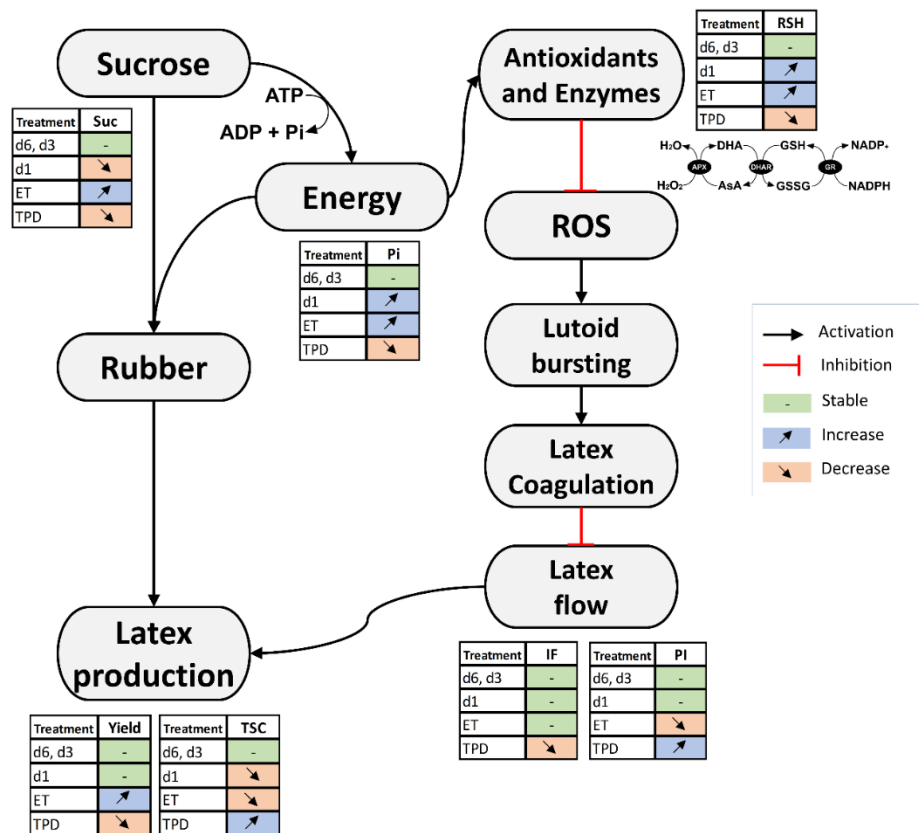 Sucrose
Treatment Suc
d6, d3 -
d1 ↘
ET ↗
TPD ↘
ATP
ADP + Pi
Energy
Treatment Pi
d6, d3 -
d1 ↗
ET ↗
TPD ↘
Antioxidants
and Enzymes
Treatment RSH
d6, d3 -
d1 ↗
ET ↗
TPD ↘
H₂O DHA GSH NADP+
APX DHAR GR
H₂O₂ AsA GSSG NADPH
ROS
Lutoid
bursting
Latex
Coagulation
Latex
flow
Treatment IF
d6, d3 -
d1 -
ET -
TPD ↘
Treatment PI
d6, d3 -
d1 -
ET ↘
TPD ↗
Rubber
Latex
production
Treatment Yield
d6, d3 -
d1 -
ET ↗
TPD ↘
Treatment TSC
d6, d3 -
d1 ↘
ET ↘
TPD ↗
Activation
Inhibition
- Stable
↗ Increase
↘ Decrease